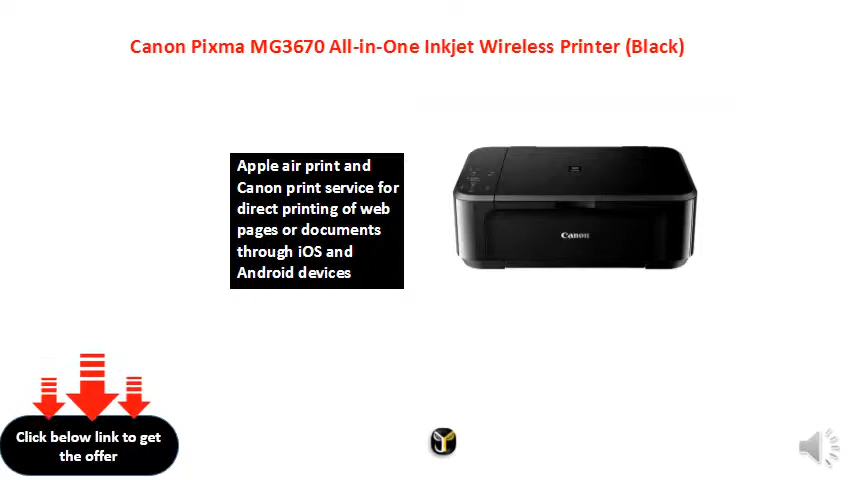 Canon Pixma MG3670 All-in-One Inkjet Wireless Printer (Black)
Apple air print and
Canon print service for
direct printing of web
pages or documents
through iOS and
Android devices
Canon
Click below link to get
the offer